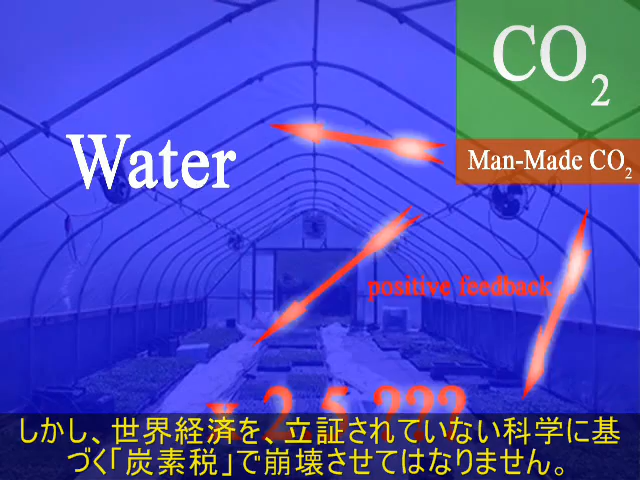 CO2
Water
Man-Made CO2
positive feedback
x 2.5 ???
しかし、世界経済を、立証されていない科学に基
づく「炭素税」で崩壊させてはなりません。